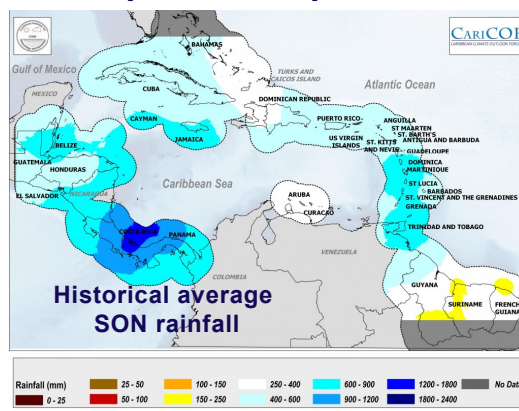 CARICOF
CARIBBEAN CLIMATE OUTLOOK FORUM
BAHAMAS
Gulf of Mexico
TURKS AND
CAICOS ISLAND
Atlantic Ocean
MEXICO
CUBA
DOMINICAN REPUBLIC
CAYMAN
PUERTO RICO
ANGUILLA
ST MAARTEN
ST. BARTH'S
JAMAICA
US VIRGIN
ISLANDS
ST. KITTS
AND NEVIS
ANTIGUA AND BARBUDA
BELIZE
GUADELOUPE
GUATEMALA
DOMINICA
HONDURAS
MARTINIQUE
Caribbean Sea
ST LUCIA
EL SALVADOR
NICARAGUA
ARUBA
BARBADOS
ST. VINCENT AND THE GRENADINES
CURACAO
GRENADA
COSTA RICA
PANAMA
TRINIDAD AND TOBAGO
VENEZUELA
COLOMBIA
GUYANA
Historical average
SON rainfall
SURINAME
FRENCH
GUIANA
Rainfall (mm)
0 - 25
25 - 50
50 - 100
100 - 150
150 - 250
250 - 400
400 - 600
600 - 900
900 - 1200
1200 - 1800
1800 - 2400
No Dat